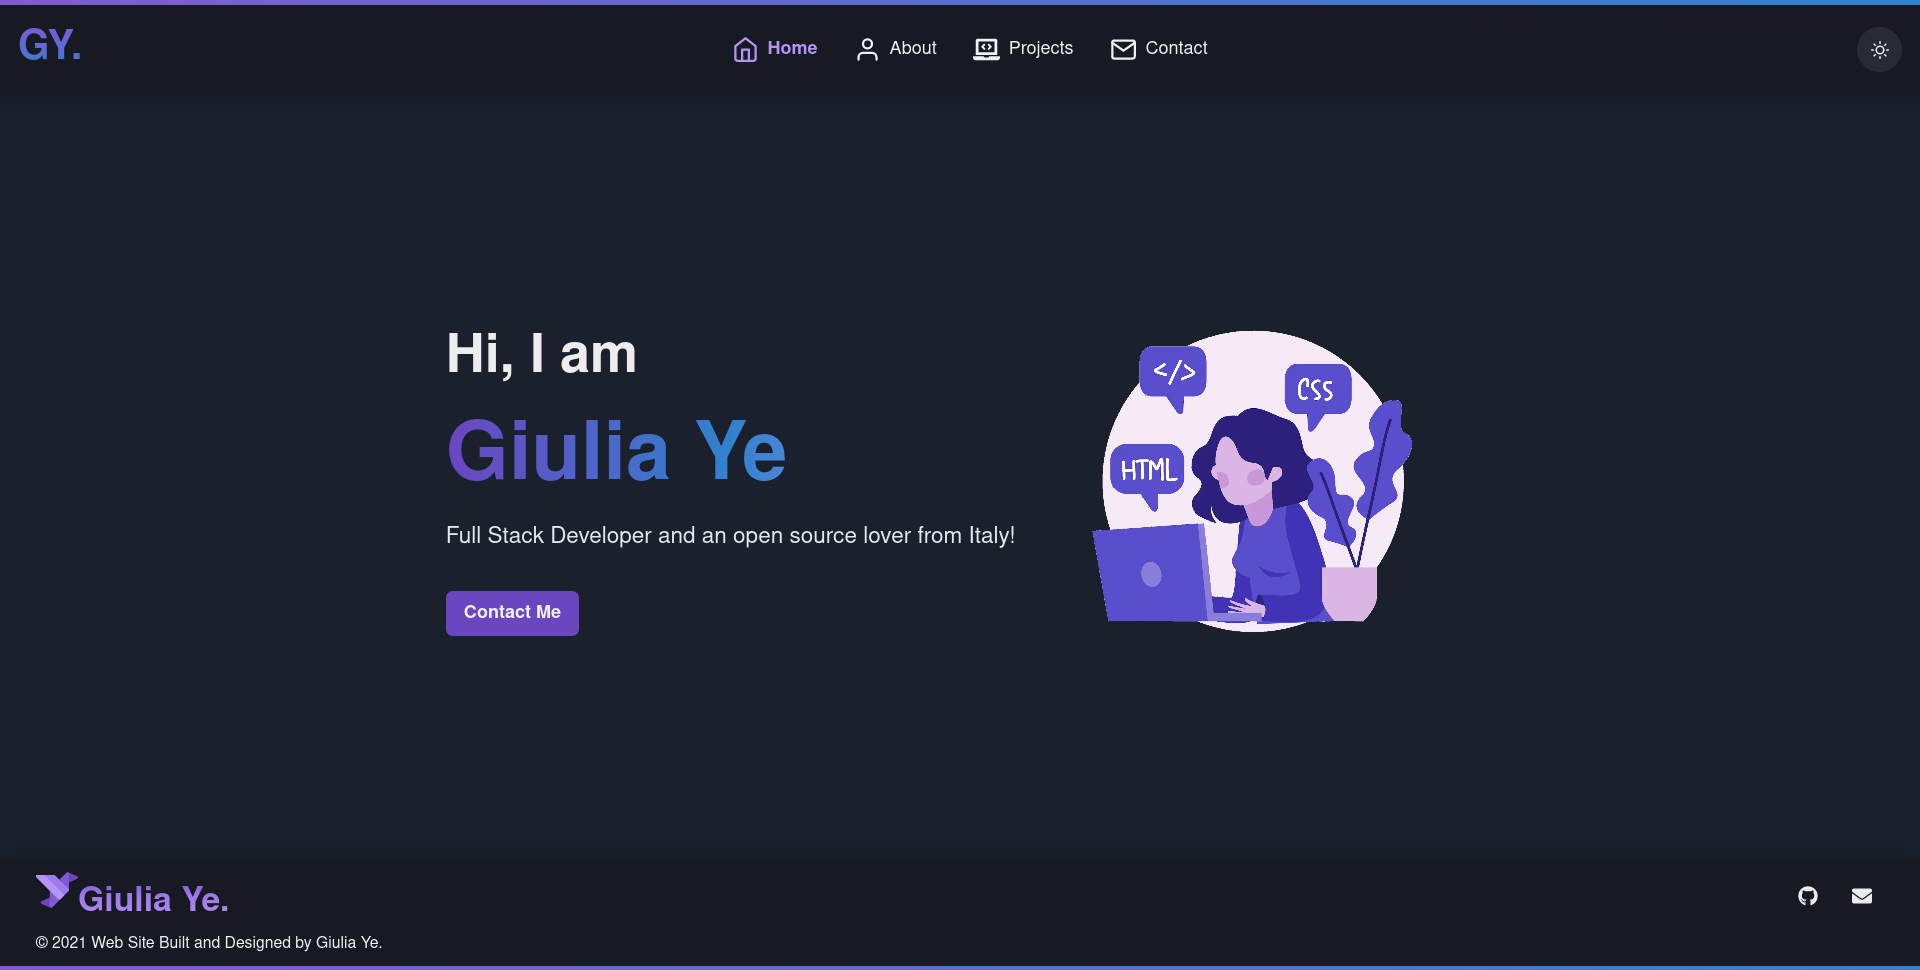 GY.
Home
About
Projects
Contact
Hi, I am
Giulia Ye
Full Stack Developer and an open source lover from Italy!
Contact Me
</>
CSS
HTML
Giulia Ye.
© 2021 Web Site Built and Designed by Giulia Ye.